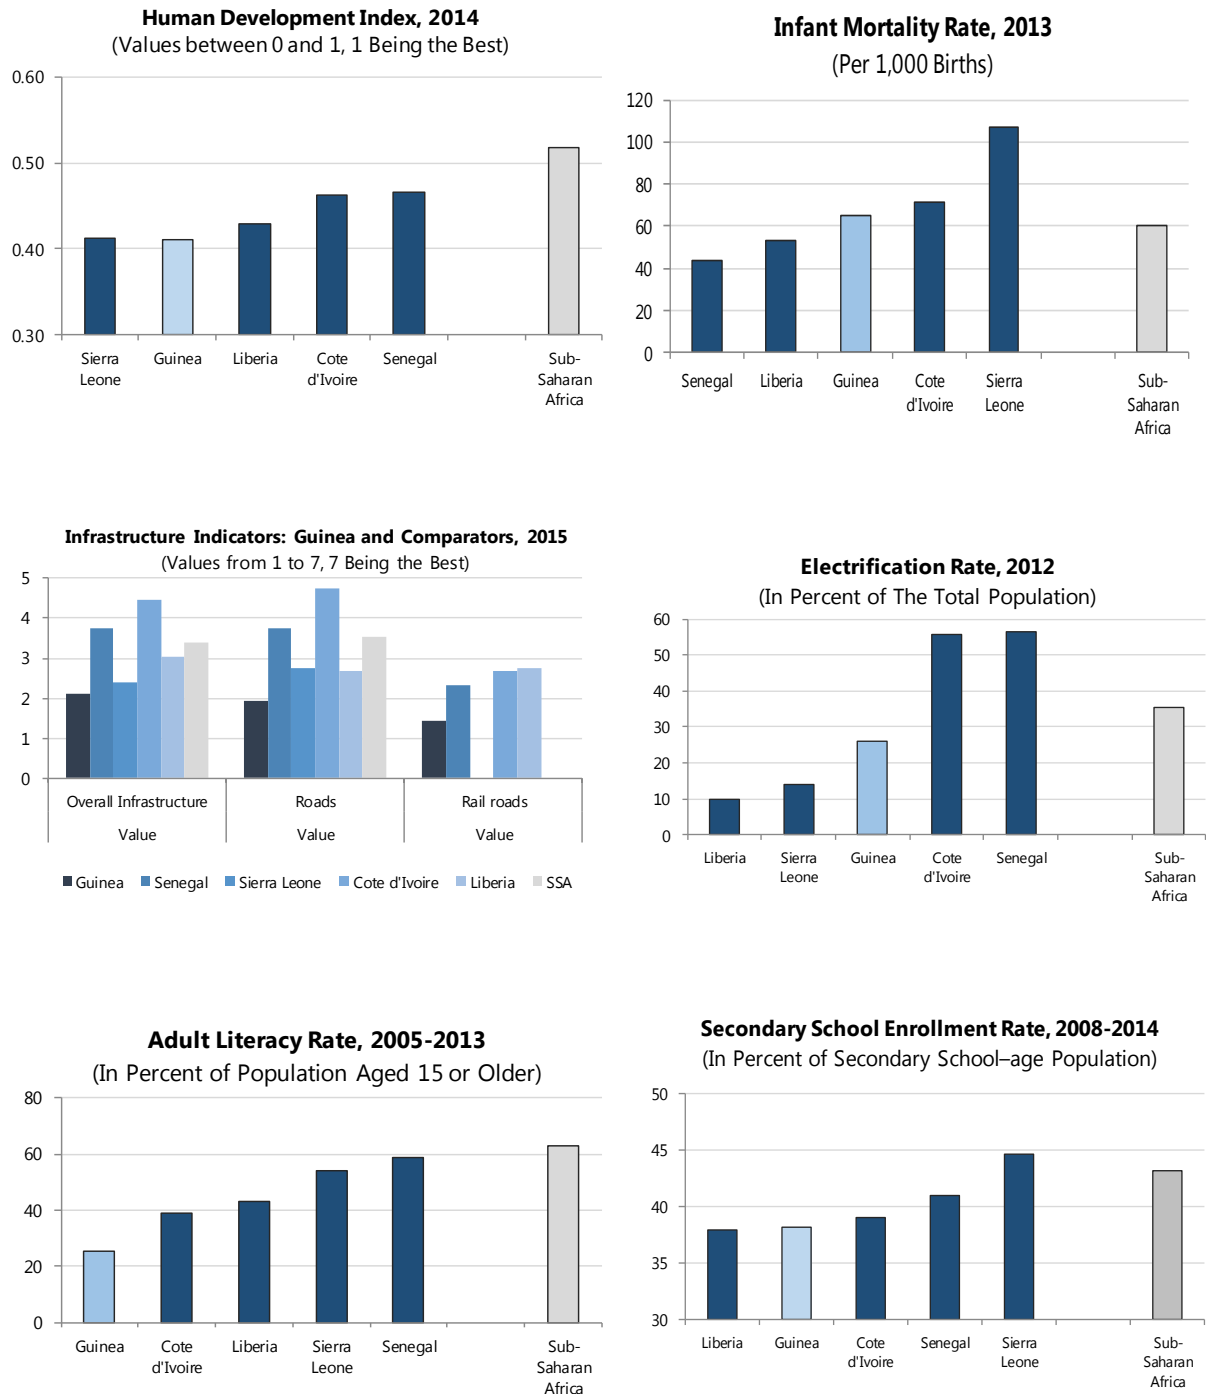 Human Development Index, 2014
(Values between 0 and 1, 1 Being the Best)
0.60
0.50
0.40
0.30
Sierra
Leone
Guinea
Liberia
Cote
d'Ivoire
Senegal
Sub-
Saharan
Africa
Infant Mortality Rate, 2013
(Per 1,000 Births)
120
100
80
60
40
20
0
Senegal
Liberia
Guinea
Cote
d'Ivoire
Sierra
Leone
Sub-
Saharan
Africa
Infrastructure Indicators: Guinea and Comparators, 2015
(Values from 1 to 7, 7 Being the Best)
5
4
3
2
1
0
Overall Infrastructure
Roads
Rail roads
Value
Value
Value
Guinea Senegal Sierra Leone Cote d'Ivoire Liberia SSA
Electrification Rate, 2012
(In Percent of The Total Population)
60
50
40
30
20
10
0
Liberia
Sierra
Leone
Guinea
Cote
d'Ivoire
Senegal
Sub-
Saharan
Africa
Adult Literacy Rate, 2005-2013
(In Percent of Population Aged 15 or Older)
80
60
40
20
0
Guinea
Cote
d'Ivoire
Liberia
Sierra
Leone
Senegal
Sub-
Saharan
Africa
Secondary School Enrollment Rate, 2008-2014
(In Percent of Secondary School–age Population)
50
45
40
35
30
Liberia
Guinea
Cote
d'Ivoire
Senegal
Sierra
Leone
Sub-
Saharan
Africa